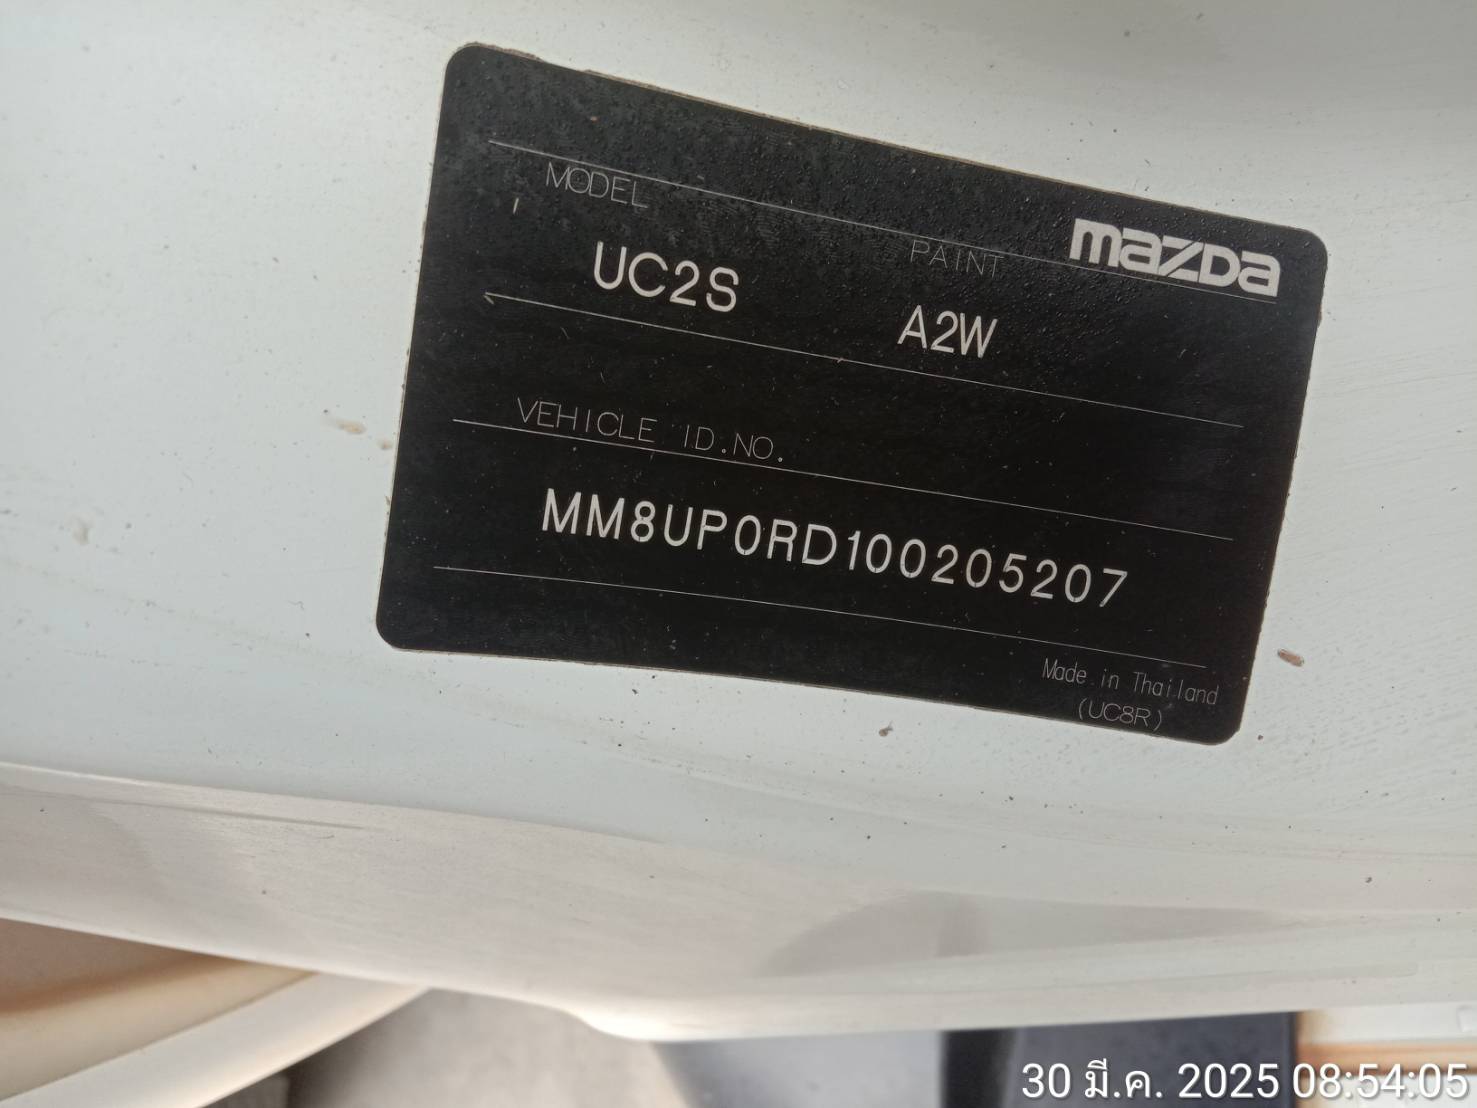 MODEL
PAINT
mazda
UC2S
A2W
VEHICLE ID.NO.
MM8UP0RD100205207
Made in Thailand
(UC8R)
30 มี.ค. 2025 08:54:05